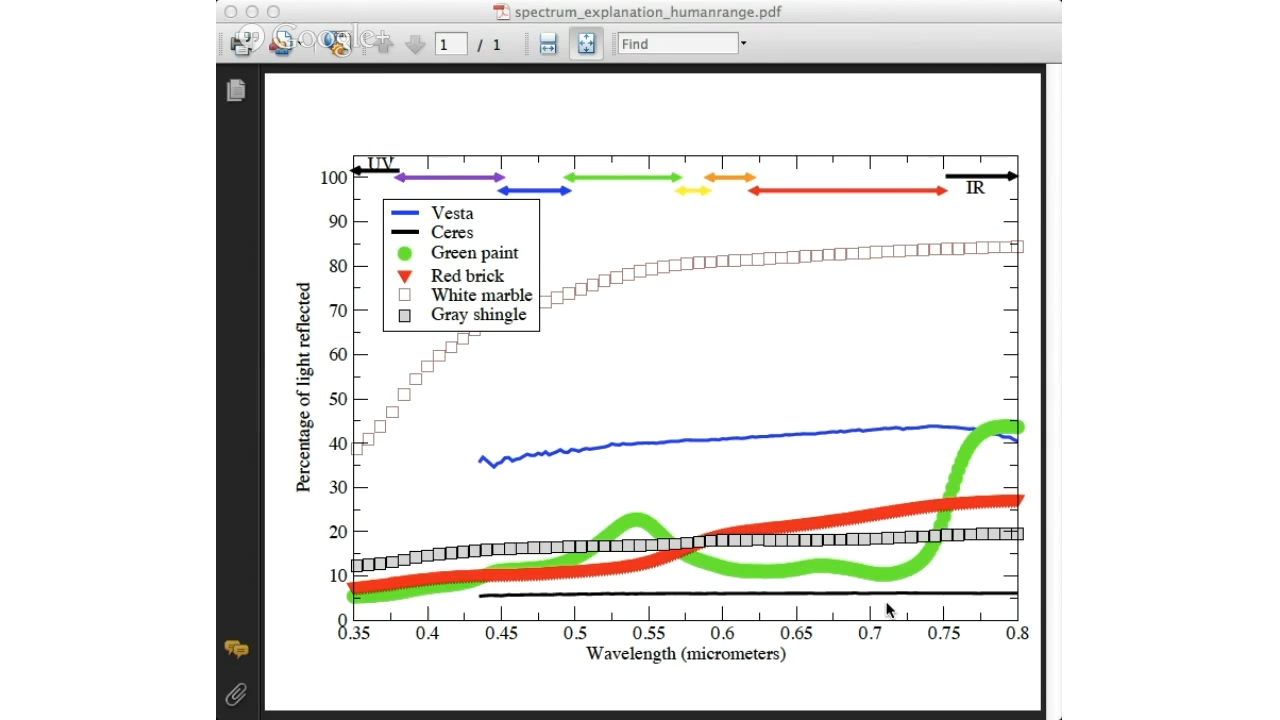 spectrum_explanation_humanrange.pdf
Google+
1 / 1
Find
UV
IR
100
90
80
70
60
50
40
30
20
10
0
Vesta
Ceres
Green paint
Red brick
White marble
Gray shingle
Percentage of light reflected
0.35 0.4 0.45 0.5 0.55 0.6 0.65 0.7 0.75 0.8
Wavelength (micrometers)